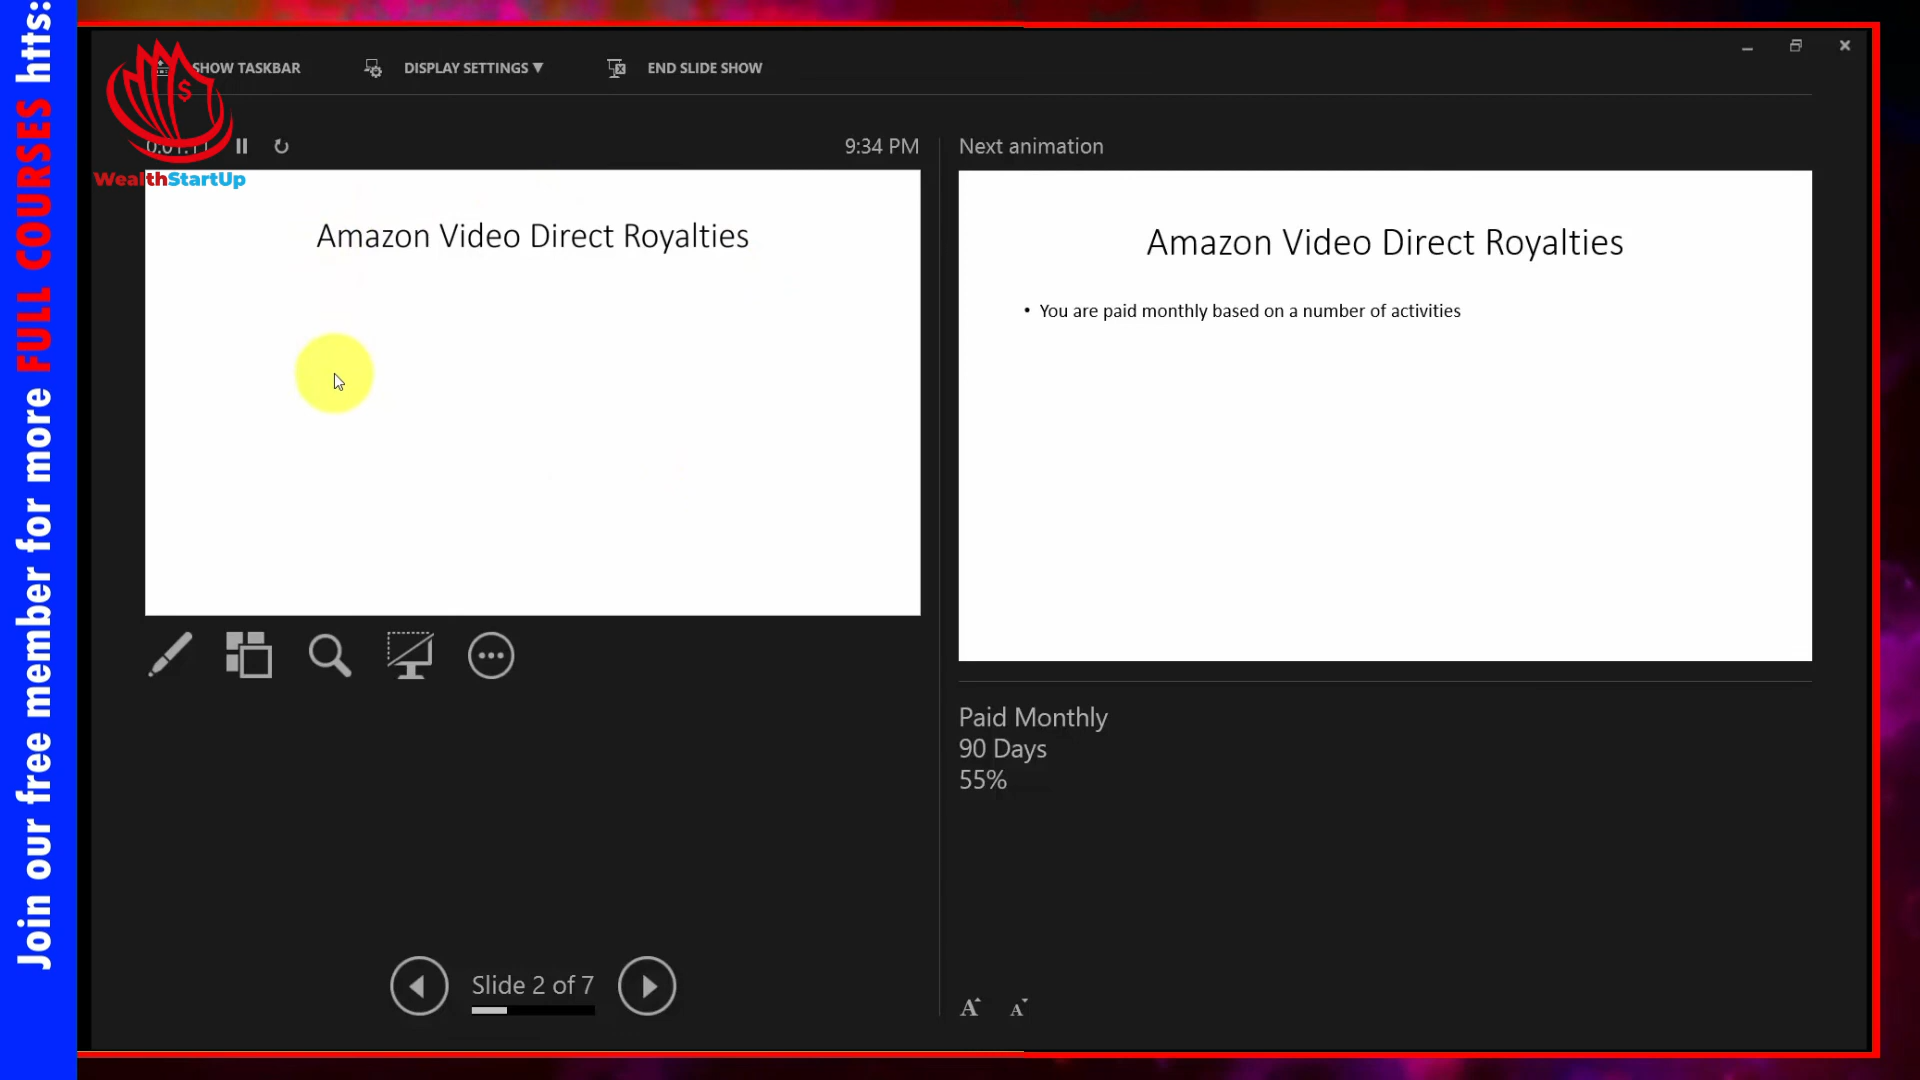 Join our free member for more FULL COURSES htts:
SHOW TASKBAR
DISPLAY SETTINGS ▼
END SLIDE SHOW
9:34 PM
Next animation
WealthStartUp
Amazon Video Direct Royalties
Amazon Video Direct Royalties
• You are paid monthly based on a number of activities
Paid Monthly
90 Days
55%
Slide 2 of 7